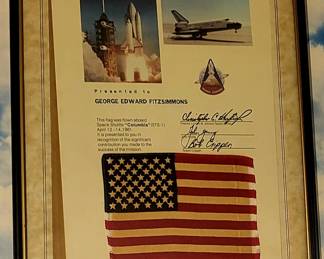 Presented to
GEORGE EDWARD FITZSIMMONS
This flag was flown aboard
Space Shuttle "Columbia" (STS-1)
April 12-14, 1981.
It is presented to you in
recognition of the significant
contribution you made to the
success of the mission.
John Young
Bob Crippen